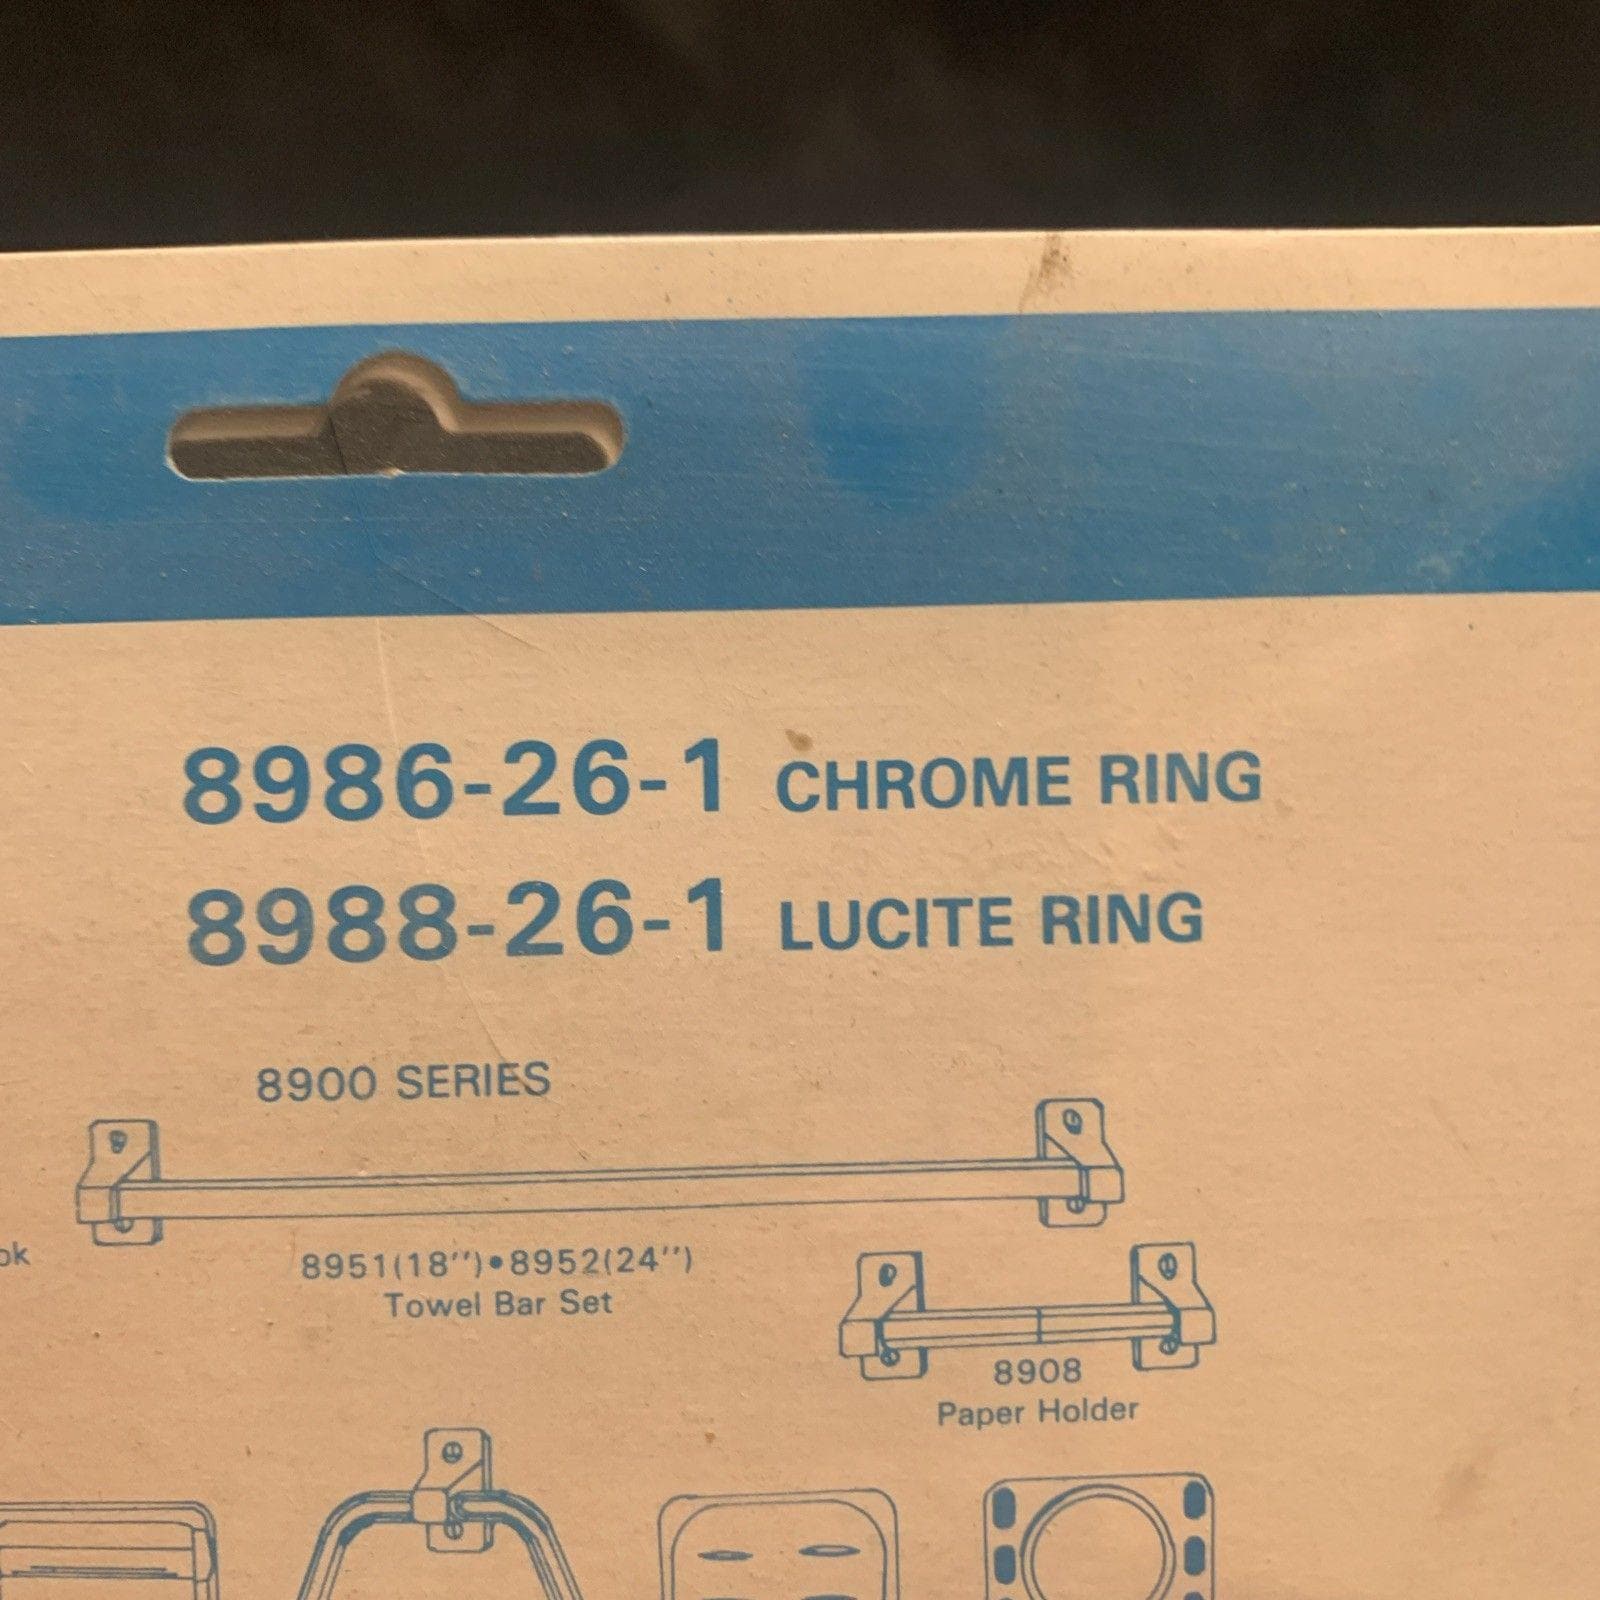 8986-26-1 CHROME RING
8988-26-1 LUCITE RING
8900 SERIES
ok
8951(18'')•8952(24'')
Towel Bar Set
8908
Paper Holder